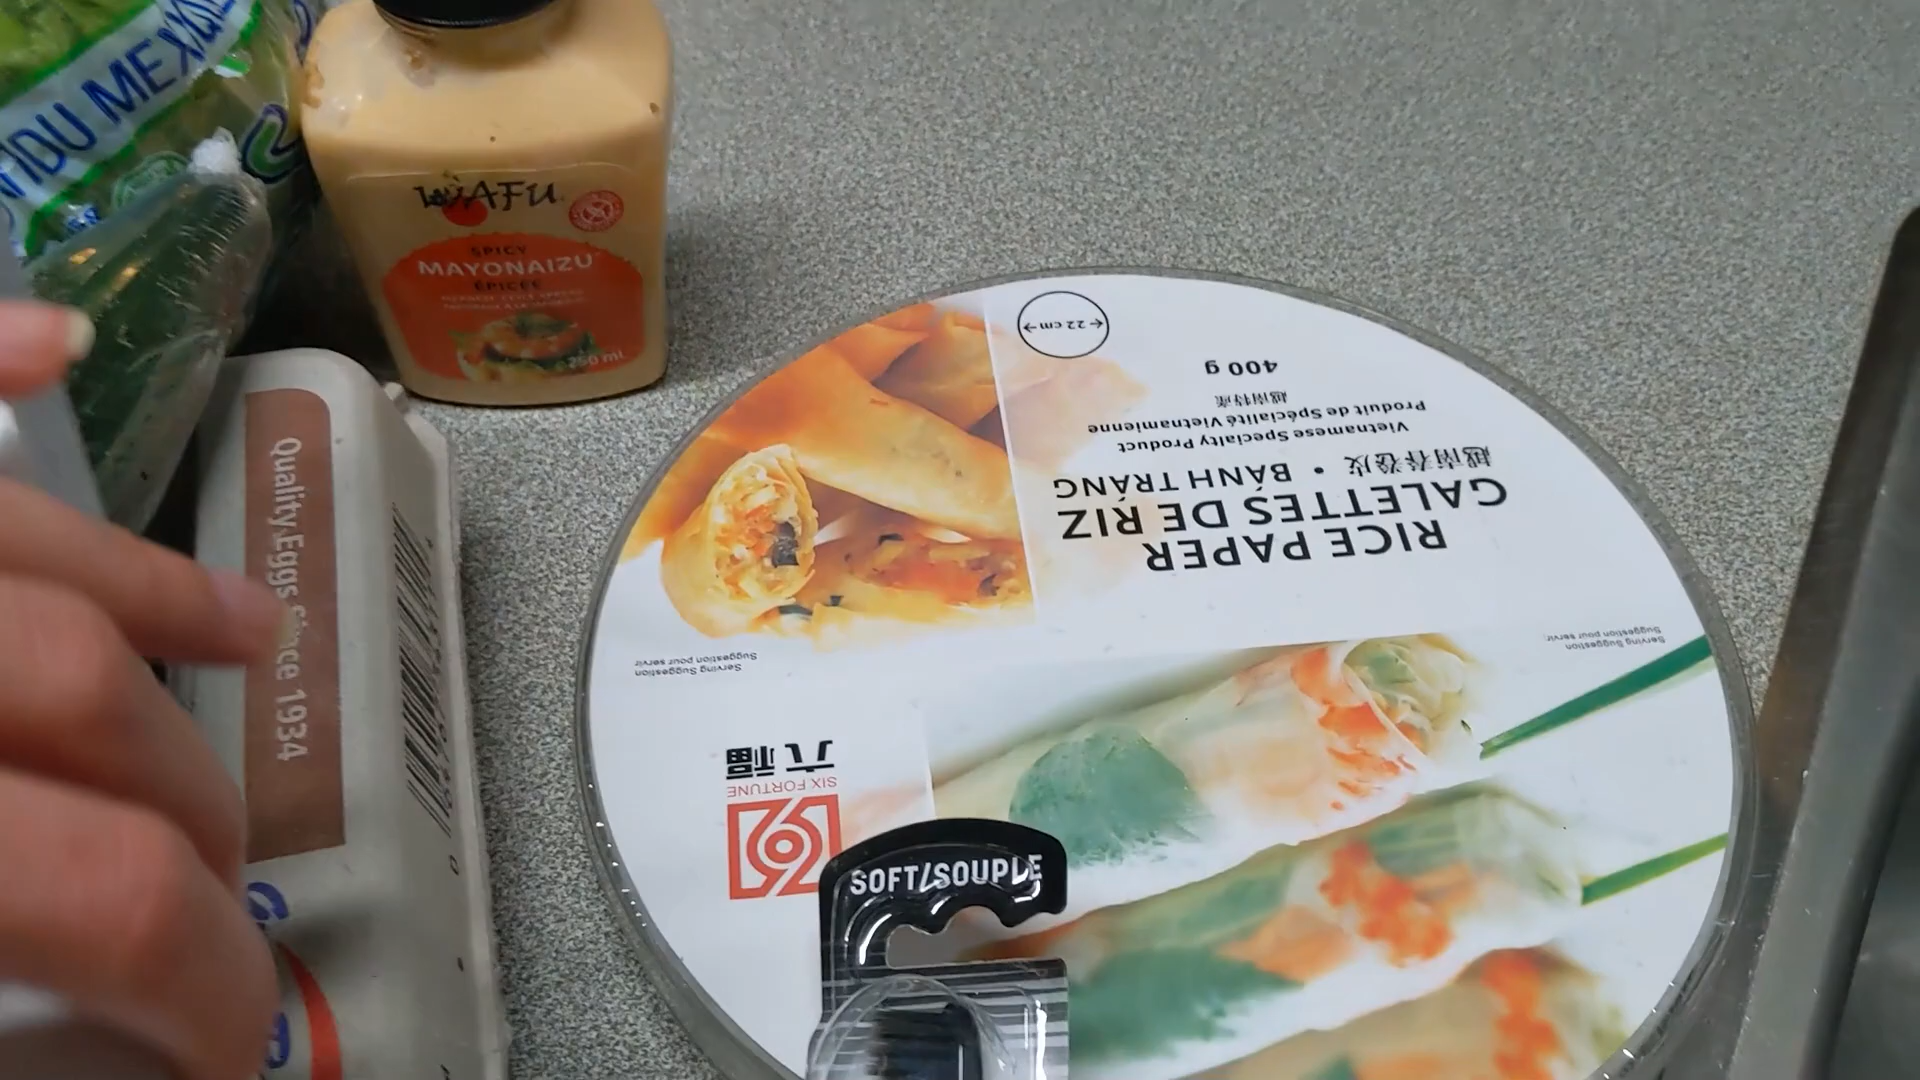 DU MEX
WAFU
SPICY
MAYONAIZU
ÉPICÉE
250 mL
Quality Eggs Since 1934
22 cm
400 g
越南特產
Produit de Spécialité Vietnamienne
Vietnamese Specialty Product
越南春卷皮 • BÁNH TRÁNG
GALETTES DE RIZ
RICE PAPER
Serving Suggestion
Suggestion pour servir
Serving Suggestion
Suggestion pour servir
六福
SIX FORTUNE
SOFT/SOUPLE